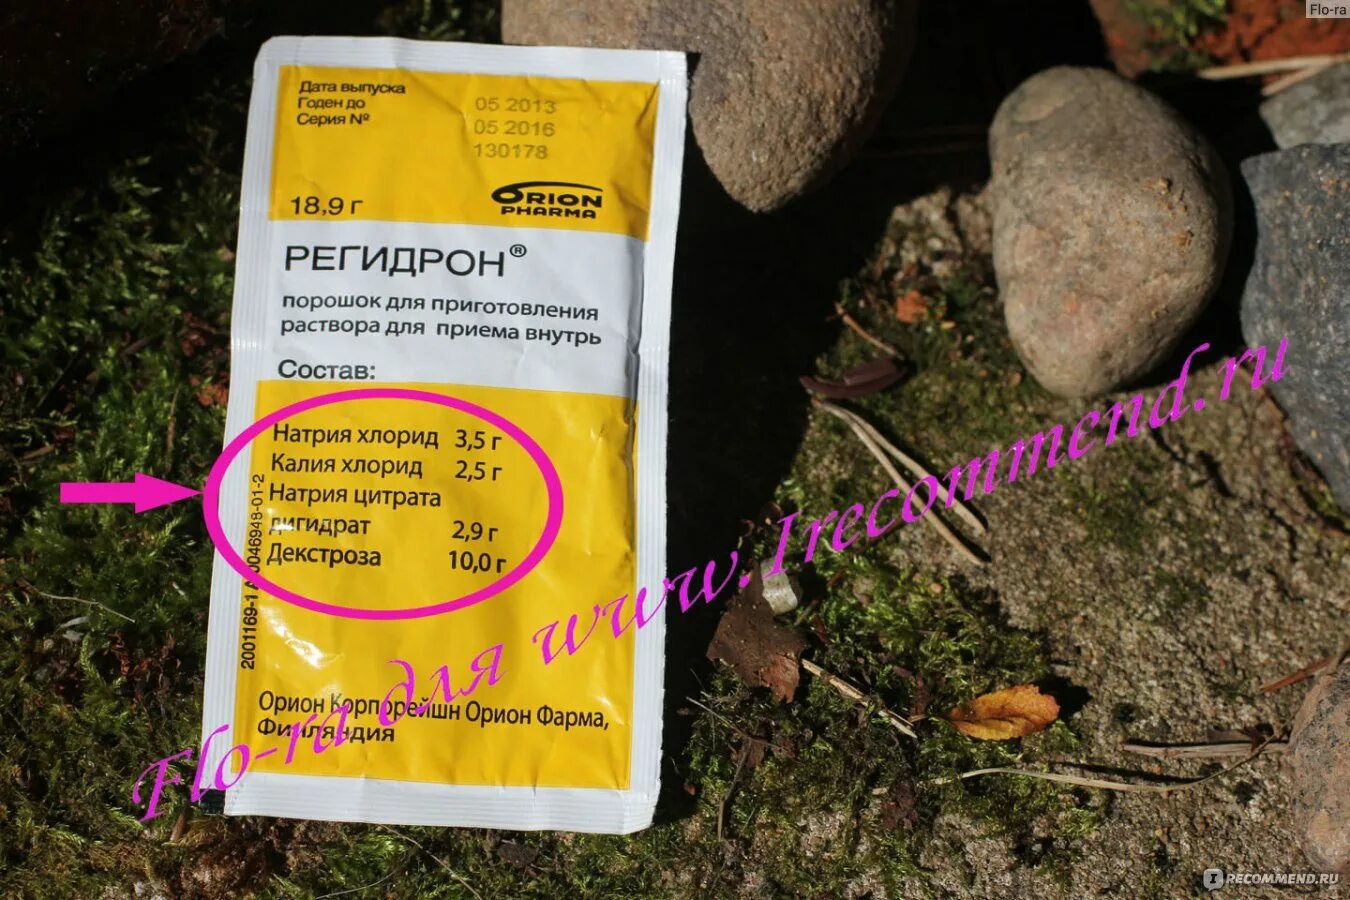 Flo-ra
Дата выпуска 05 2013
Годен до 05 2016
Серия № 130178
18,9 г
ORION
PHARMA
РЕГИДРОН®
порошок для приготовления
раствора для приема внутрь
Состав:
Натрия хлорид 3,5 г
Калия хлорид 2,5 г
Натрия цитрата
дигидрат 2,9 г
Декстроза 10,0 г
Орион Корпорейшн Орион Фарма,
Финляндия
Flo-ra для www.Irecommend.ru
IRECOMMEND.RU